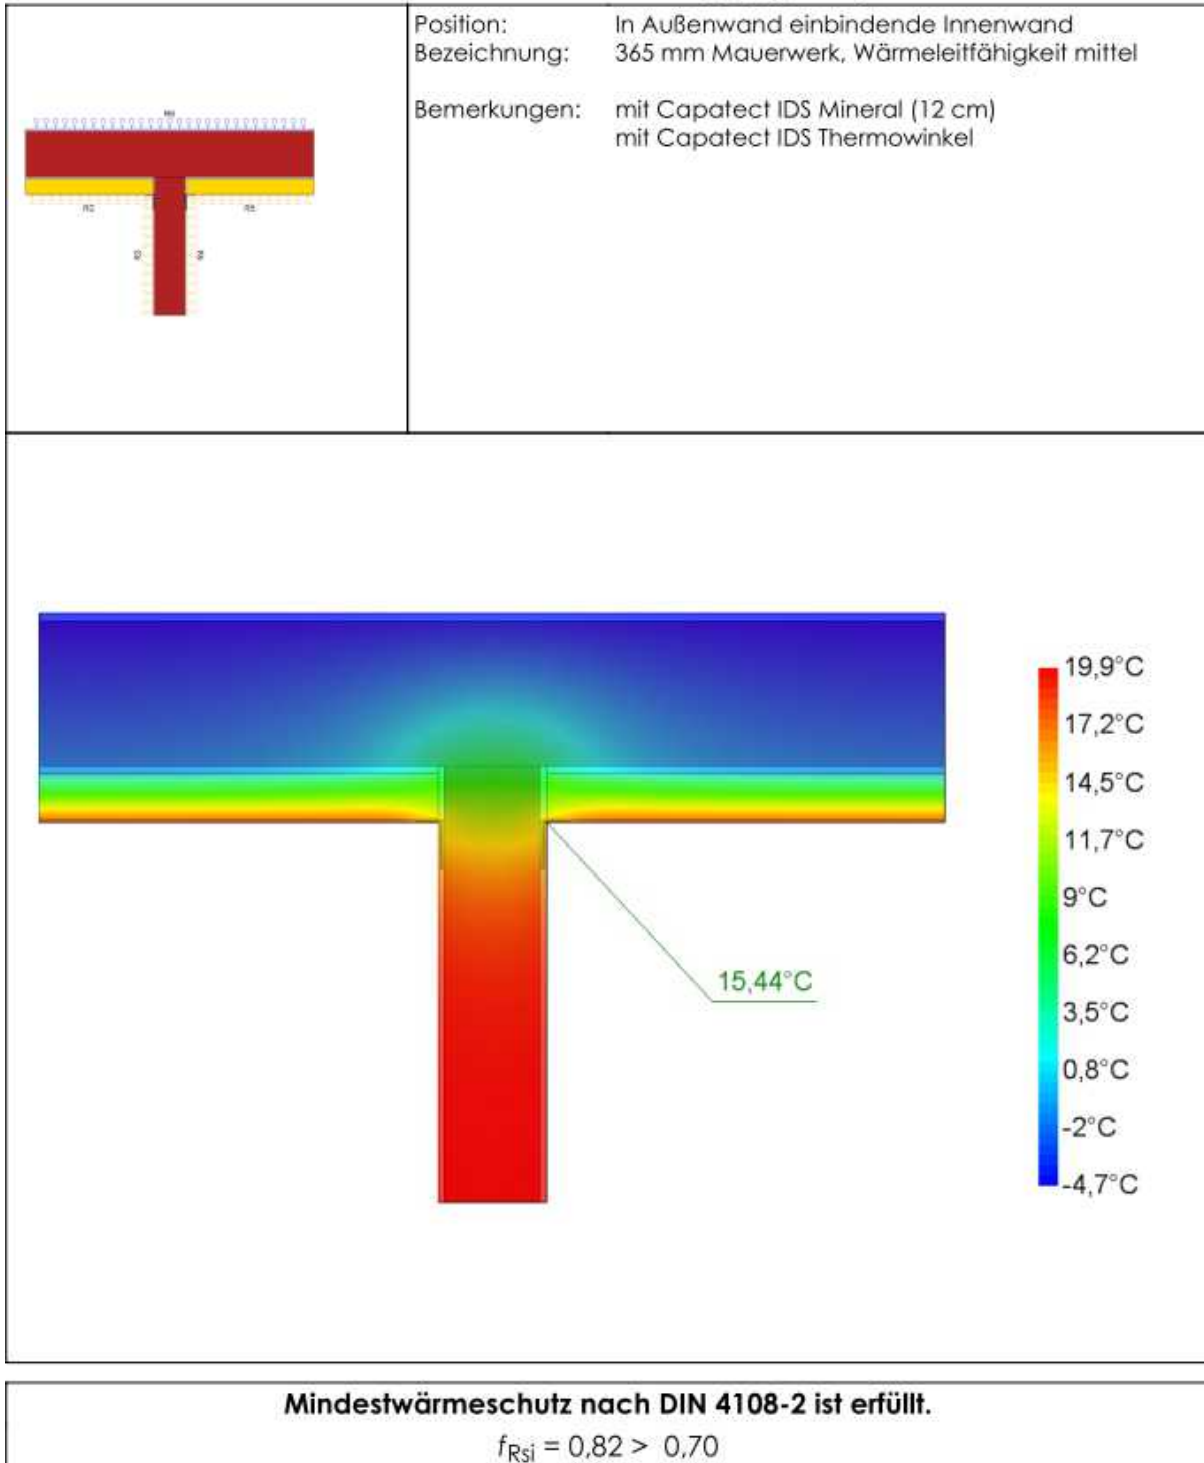 Position: In Außenwand einbindende Innenwand
Bezeichnung: 365 mm Mauerwerk, Wärmeleitfähigkeit mittel
Bemerkungen: mit Capatect IDS Mineral (12 cm)
mit Capatect IDS Thermowinkel
19,9°C
17,2°C
14,5°C
11,7°C
9°C
6,2°C
3,5°C
0,8°C
-2°C
-4,7°C
15,44°C
Mindestwärmeschutz nach DIN 4108-2 ist erfüllt.
fRsi = 0,82 > 0,70